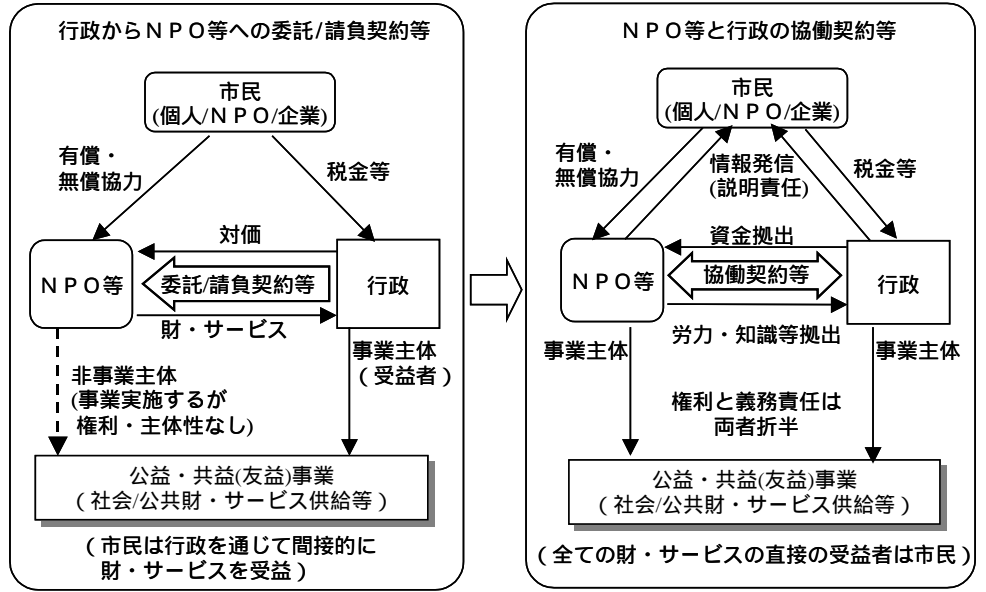 行政からＮＰＯ等への委託/請負契約等
市民
(個人/ＮＰＯ/企業)
有償・
無償協力
税金等
対価
ＮＰＯ等
委託/請負契約等
行政
財・サービス
非事業主体
(事業実施するが
権利・主体性なし)
事業主体
（受益者）
公益・共益(友益)事業
（社会/公共財・サービス供給等）
（市民は行政を通じて間接的に
財・サービスを受益）
ＮＰＯ等と行政の協働契約等
市民
(個人/ＮＰＯ/企業)
有償・
無償協力
情報発信
(説明責任)
税金等
資金拠出
ＮＰＯ等
協働契約等
行政
労力・知識等拠出
事業主体
事業主体
権利と義務責任は
両者折半
公益・共益(友益)事業
（社会/公共財・サービス供給等）
（全ての財・サービスの直接の受益者は市民）